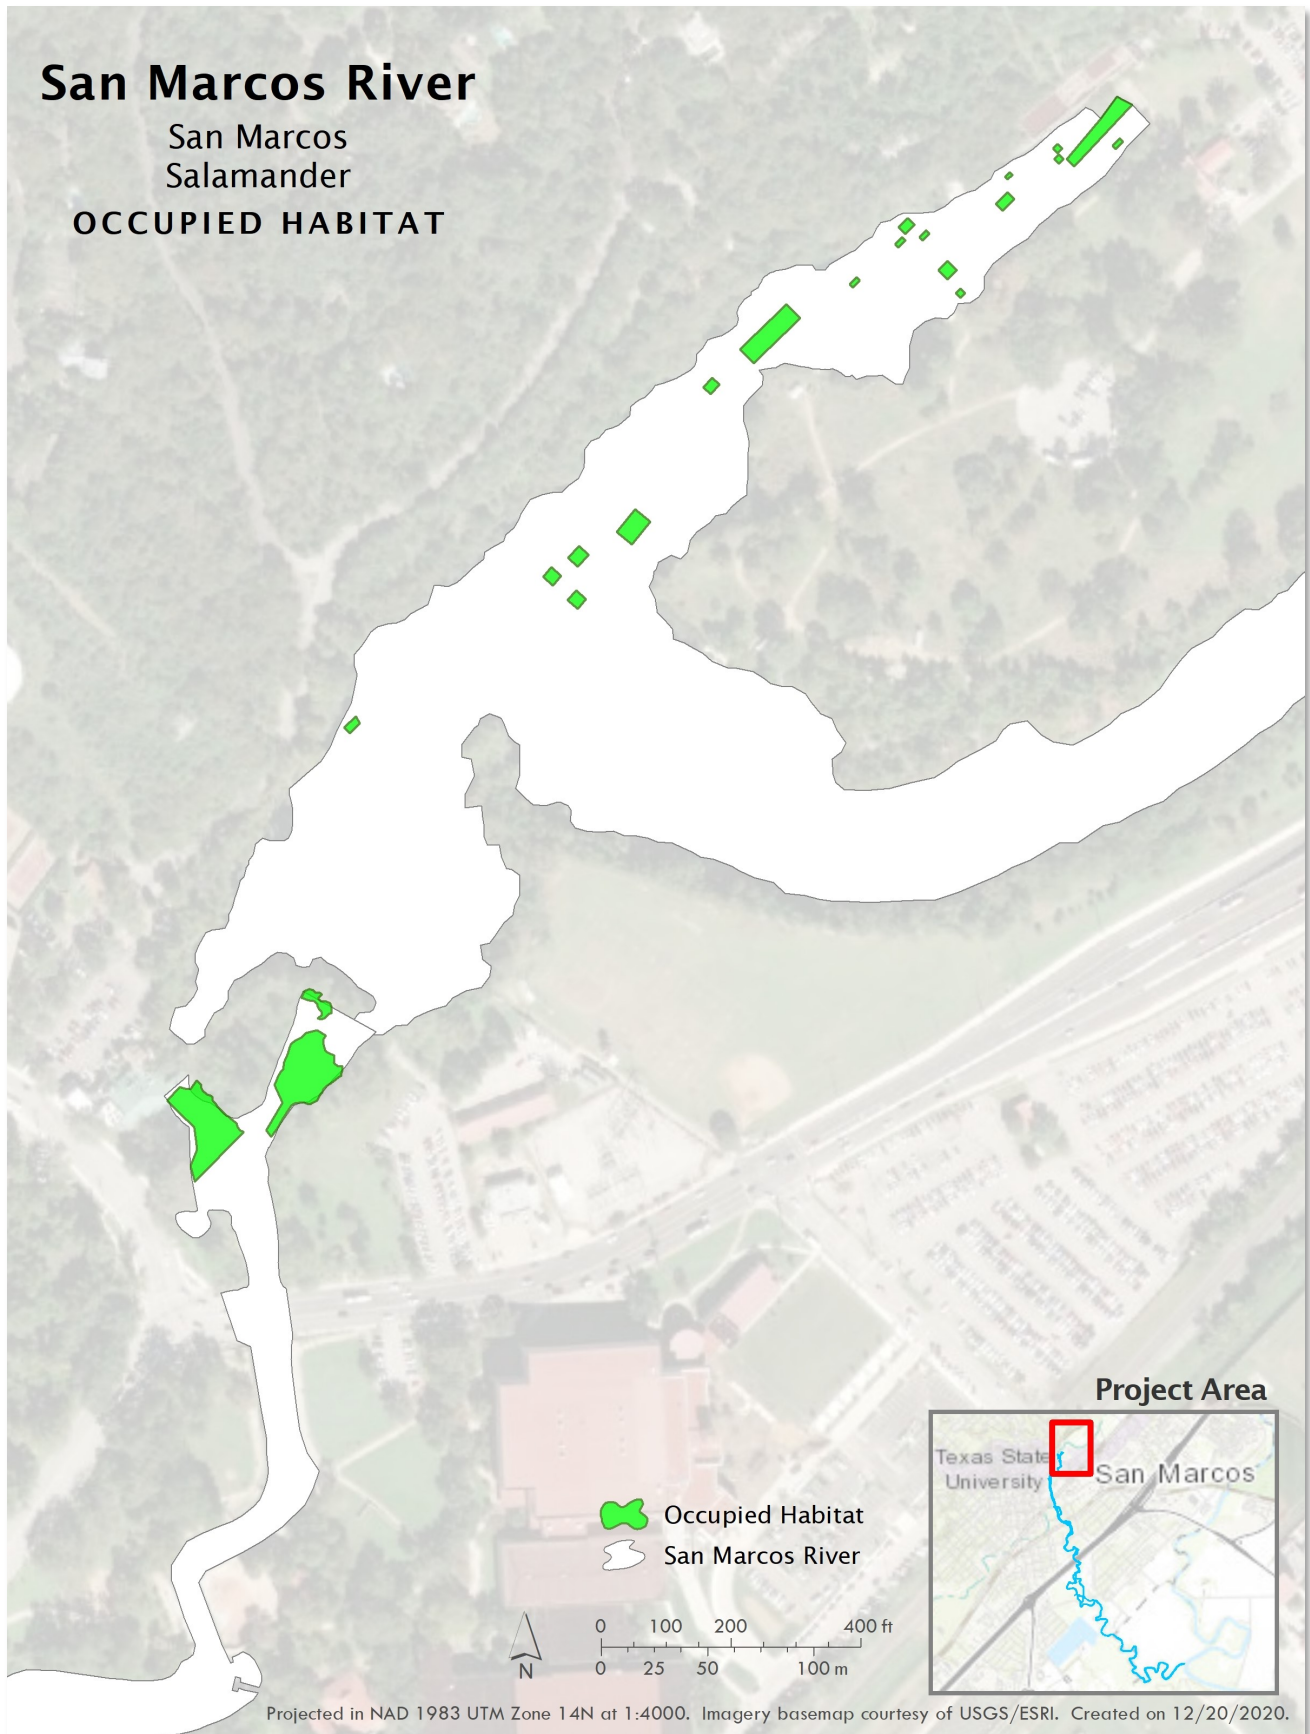 San Marcos River
San Marcos
Salamander
OCCUPIED HABITAT
Project Area
Texas State
University
San Marcos
Occupied Habitat
San Marcos River
0 100 200 400 ft
0 25 50 100 m
N
Projected in NAD 1983 UTM Zone 14N at 1:4000. Imagery basemap courtesy of USGS/ESRI. Created on 12/20/2020.